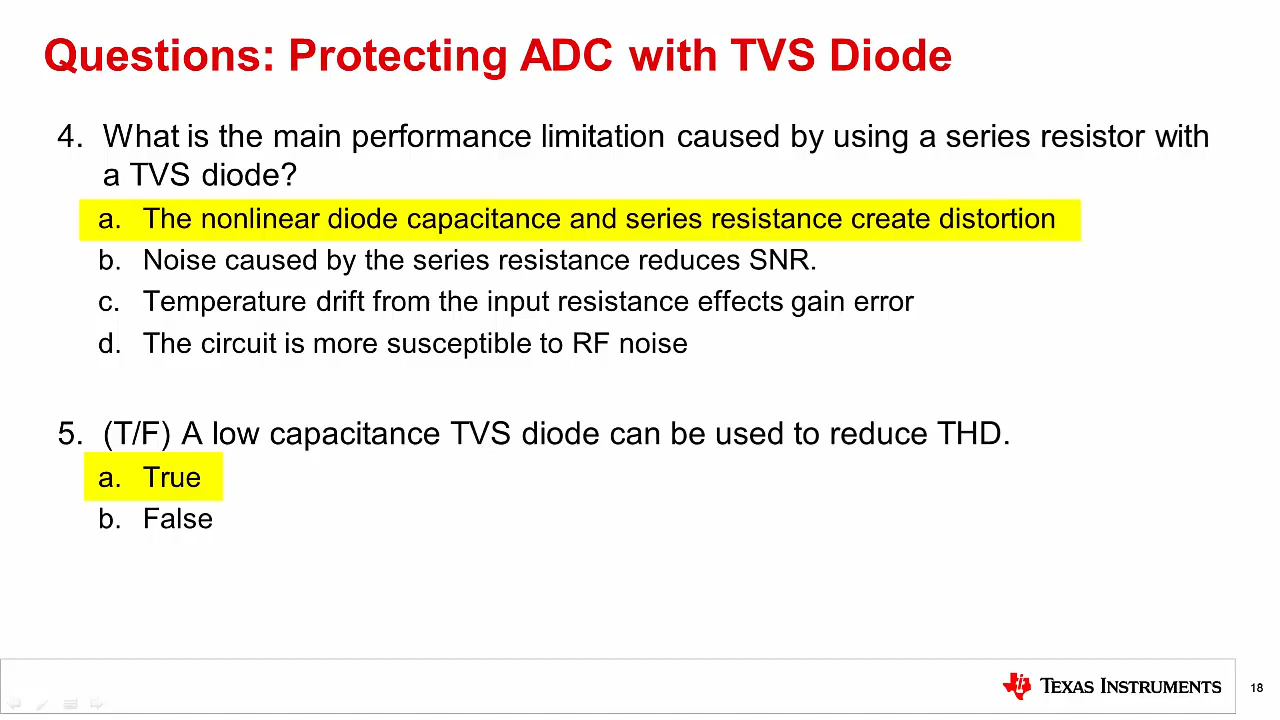 Questions: Protecting ADC with TVS Diode
4. What is the main performance limitation caused by using a series resistor with
a TVS diode?
a. The nonlinear diode capacitance and series resistance create distortion
b. Noise caused by the series resistance reduces SNR.
c. Temperature drift from the input resistance effects gain error
d. The circuit is more susceptible to RF noise
5. (T/F) A low capacitance TVS diode can be used to reduce THD.
a. True
b. False
TEXAS INSTRUMENTS
18